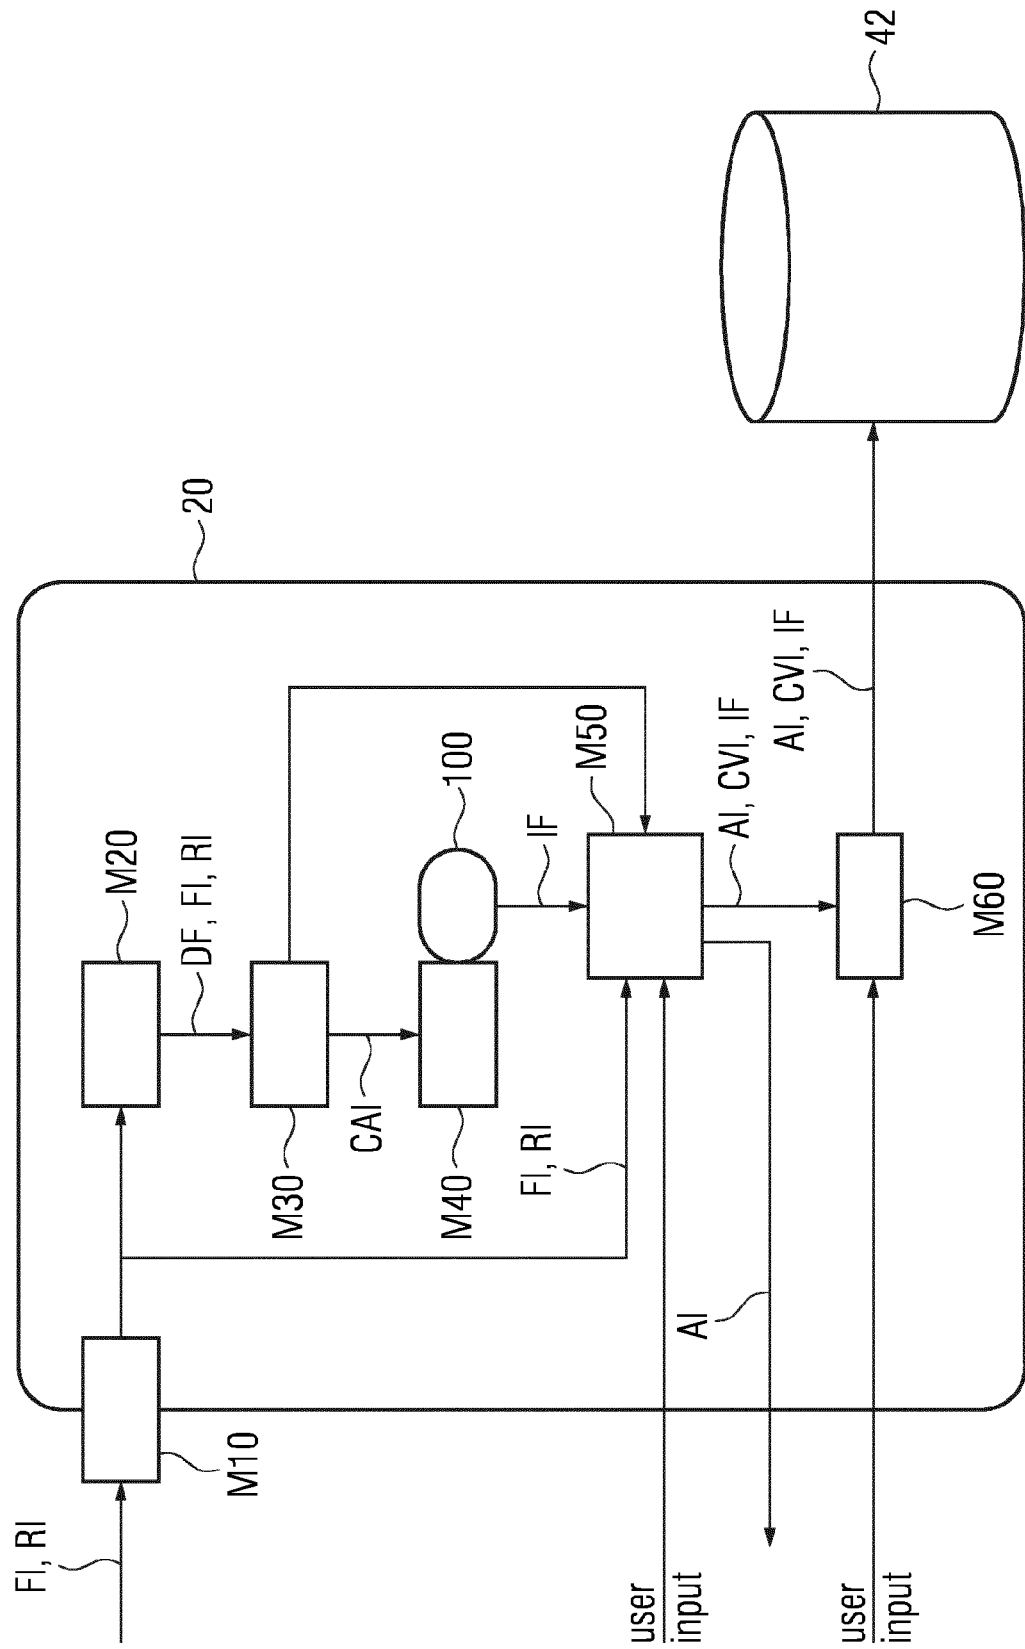 FI, RI
M20
DF, FI, RI
20
M10
M30
CAI
M40
100
FI, RI
IF
M50
user
input
AI
AI, CVI, IF
AI, CVI, IF
42
user
input
M60